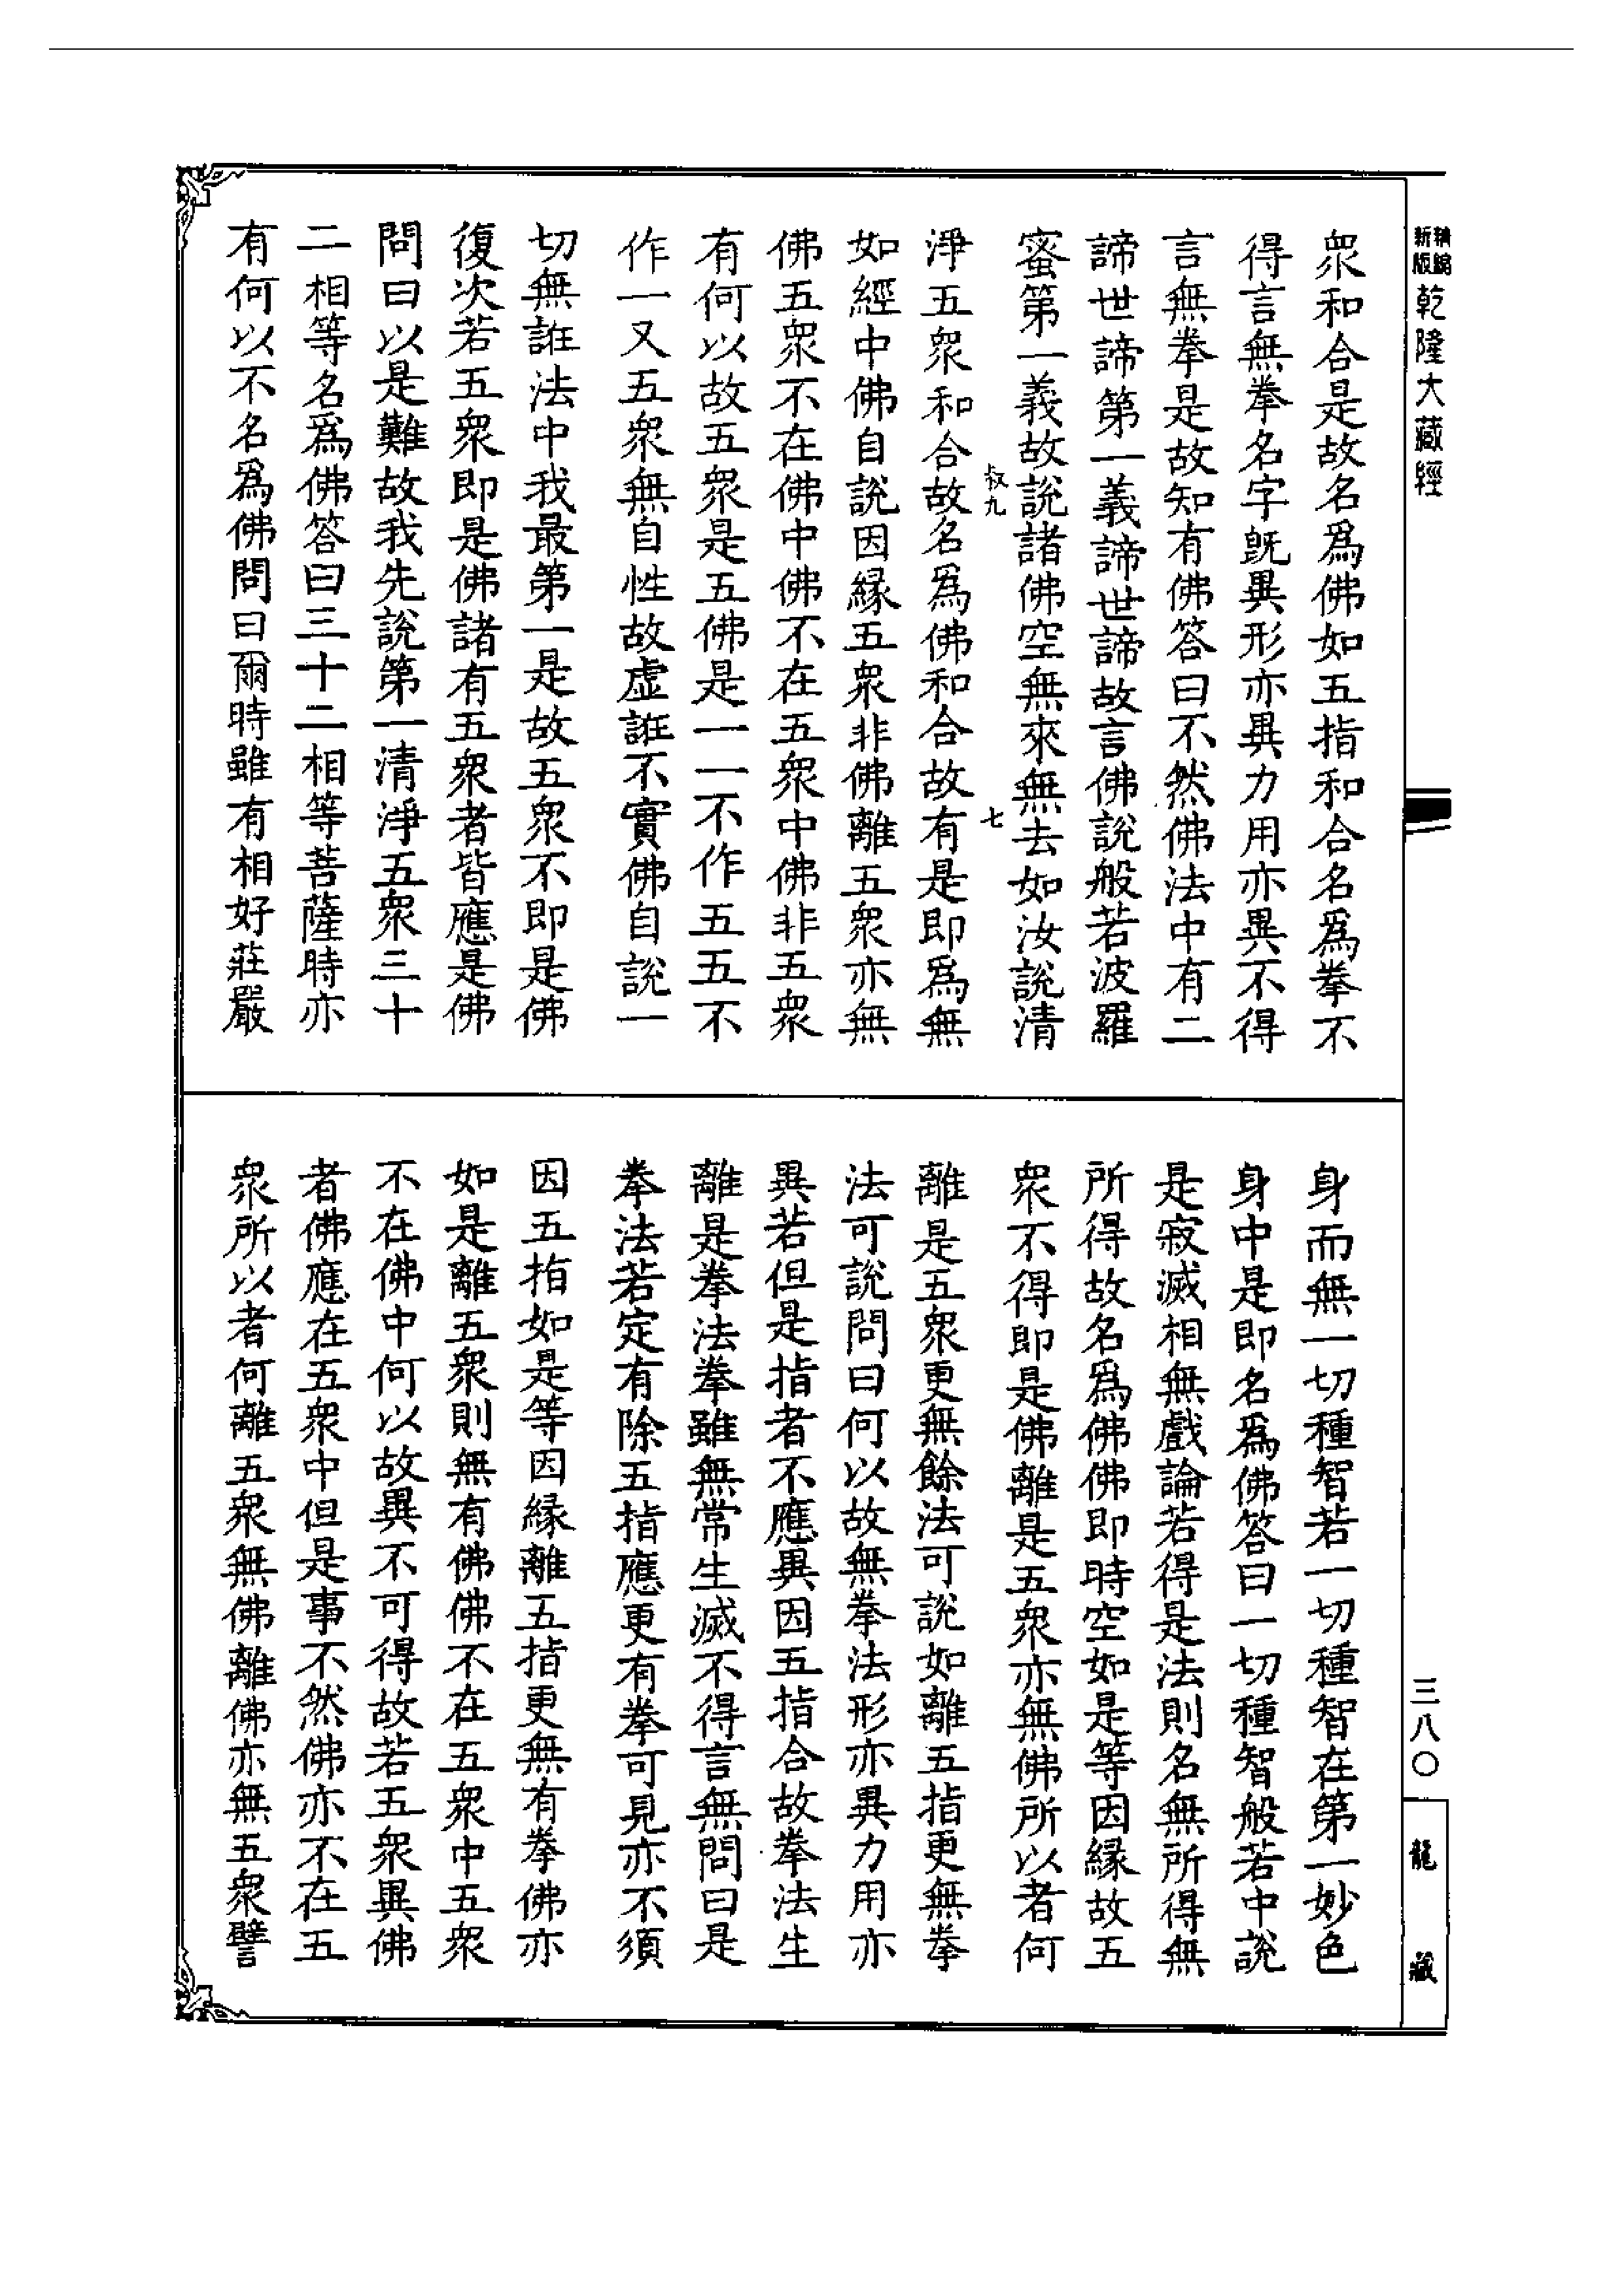 新版
精編
乾隆大藏經
三八〇
龍藏
衆和合是故名爲佛如五指和合名爲拳不
得言無拳名字旣異形亦異力用亦異不得
言無拳是故知有佛答曰不然佛法中有二
諦世諦第一義諦世諦故言佛說般若波羅
蜜第一義故說諸佛空無來無去如汝說清
叔九
七
淨五衆和合故名爲佛和合故有是即爲無
如經中佛自說因緣五衆非佛離五衆亦無
佛五衆不在佛中佛不在五衆中佛非五衆
有何以故五衆是五佛是一一不作五五不
作一又五衆無自性故虛誑不實佛自說一
切無誑法中我最第一是故五衆不即是佛
復次若五衆即是佛諸有五衆者皆應是佛
問曰以是難故我先說第一清淨五衆三十
二相等名爲佛答曰三十二相等菩薩時亦
有何以不名爲佛問曰爾時雖有相好莊嚴
身而無一切種智若一切種智在第一妙色
身中是即名爲佛答曰一切種智般若中說
是寂滅相無戲論若得是法則名無所得無
所得故名爲佛佛即時空如是等因緣故五
衆不得即是佛離是五衆亦無佛所以者何
離是五衆更無餘法可說如離五指更無拳
法可說問曰何以故無拳法形亦異力用亦
異若但是指者不應異因五指合故拳法生
離是拳法拳雖無常生滅不得言無問曰是
拳法若定有除五指應更有拳可見亦不須
因五指如是等因緣離五指更無有拳佛亦
如是離五衆則無有佛佛不在五衆中五衆
不在佛中何以故異不可得故若五衆異佛
者佛應在五衆中但是事不然佛亦不在五
衆所以者何離五衆無佛離佛亦無五衆譬